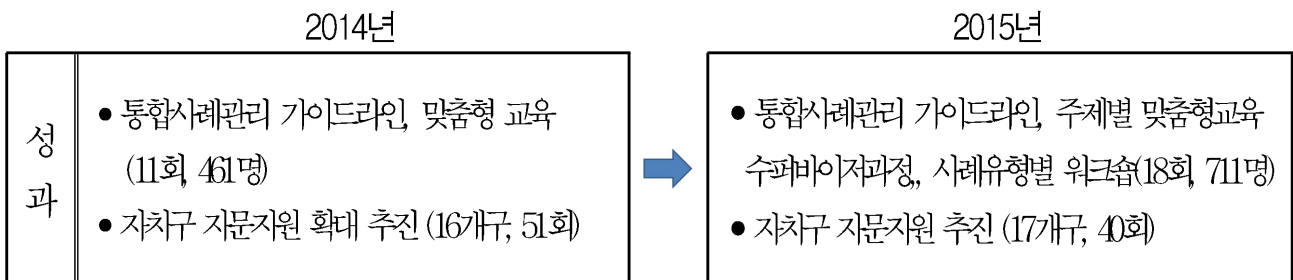 2014년
성과
• 통합사례관리 가이드라인, 맞춤형 교육
(11회, 461명)
• 자치구 자문지원 확대 추진 (16개구, 51회)
2015년
• 통합사례관리 가이드라인, 주제별 맞춤형교육
수퍼바이저과정,, 사례유형별 워크숍(18회, 711명)
• 자치구 자문지원 추진 (17개구, 40회)